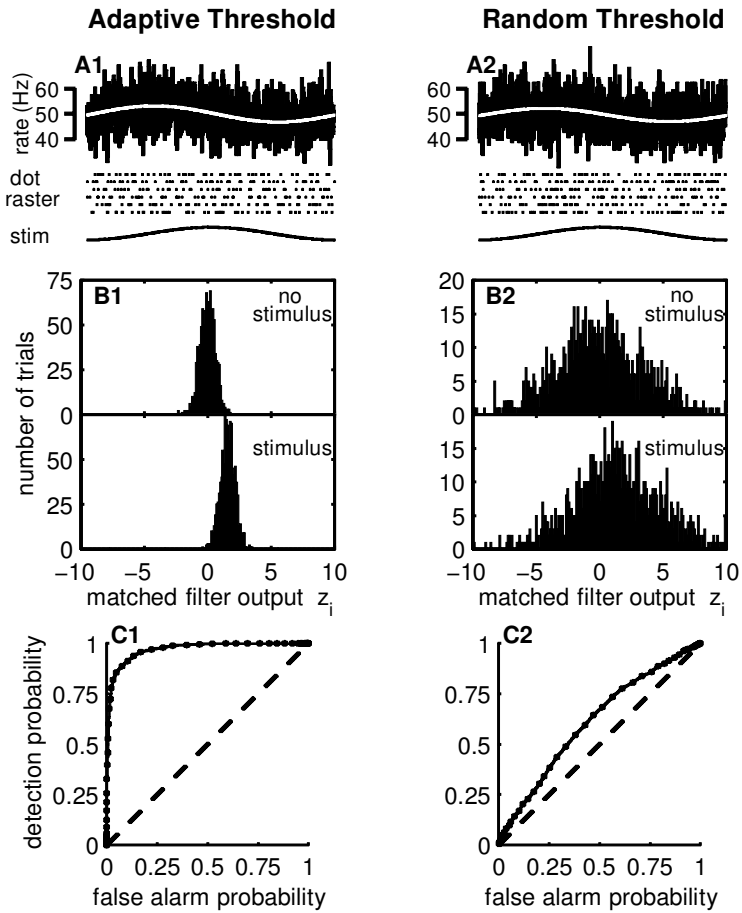 Adaptive Threshold
Random Threshold
A1
A2
rate (Hz)
60
50
40
60
50
40
dot
raster
stim
B1
no
stimulus
B2
no
stimulus
number of trials
75
50
25
0
20
15
10
5
0
stimulus
stimulus
50
25
0
15
10
5
0
−10 −5 0 5 10
−10 −5 0 5 10
matched filter output z i
matched filter output z i
C1
C2
detection probability
1
0.75
0.5
0.25
0
1
0.75
0.5
0.25
0
0 0.25 0.5 0.75 1
0 0.25 0.5 0.75 1
false alarm probability
false alarm probability